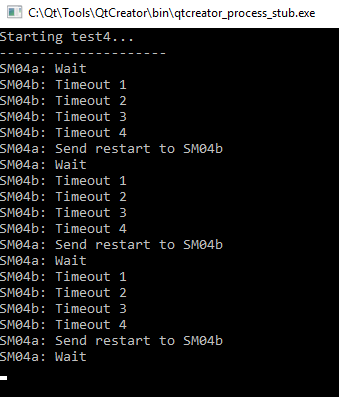 C:\Qt\Tools\QtCreator\bin\qtcreator_process_stub.exe
Starting test4...
---------------------
SM04a: Wait
SM04b: Timeout 1
SM04b: Timeout 2
SM04b: Timeout 3
SM04b: Timeout 4
SM04a: Send restart to SM04b
SM04a: Wait
SM04b: Timeout 1
SM04b: Timeout 2
SM04b: Timeout 3
SM04b: Timeout 4
SM04a: Send restart to SM04b
SM04a: Wait
SM04b: Timeout 1
SM04b: Timeout 2
SM04b: Timeout 3
SM04b: Timeout 4
SM04a: Send restart to SM04b
SM04a: Wait